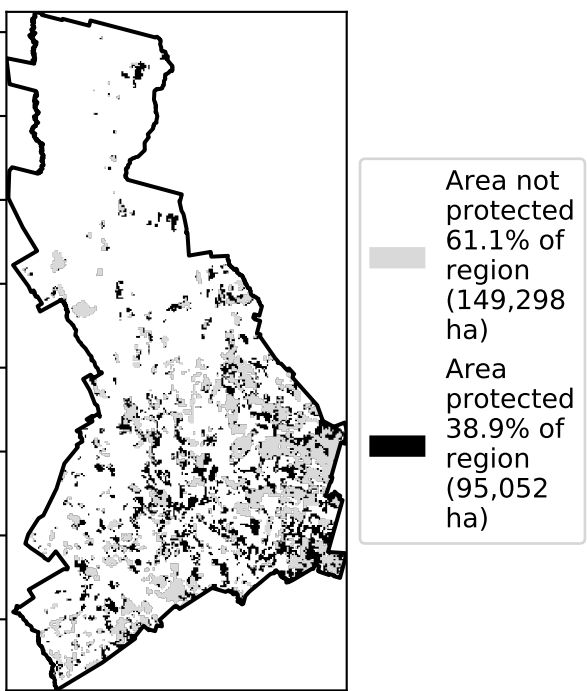 Area not
protected
61.1% of
region
(149,298
ha)
Area
protected
38.9% of
region
(95,052
ha)